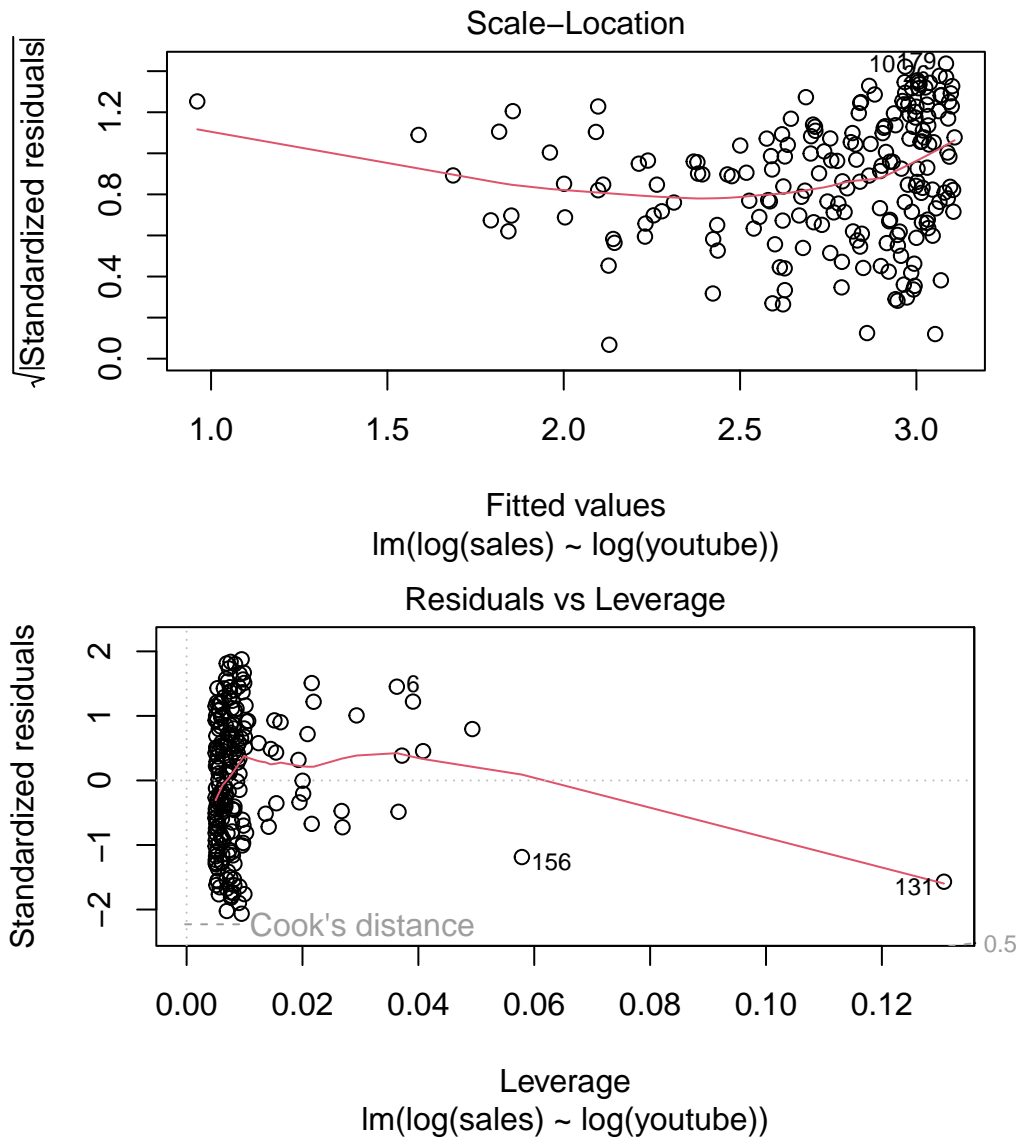 Scale−Location
√|Standardized residuals|
0.0 0.4 0.8 1.2
10 179
26
1.0 1.5 2.0 2.5 3.0
Fitted values
lm(log(sales) ~ log(youtube))
Residuals vs Leverage
Standardized residuals
−2 −1 0 1 2
6
156
131
Cook's distance
0.5
0.00 0.02 0.04 0.06 0.08 0.10 0.12
Leverage
lm(log(sales) ~ log(youtube))